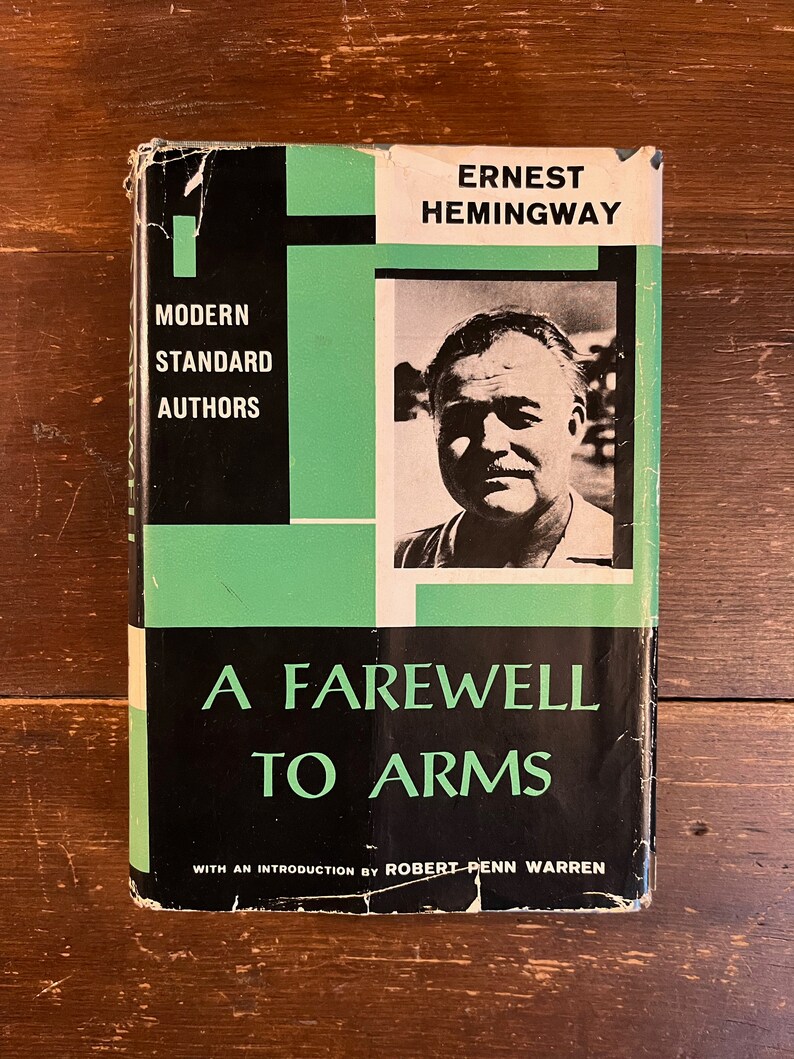 ERNEST
HEMINGWAY
MODERN
STANDARD
AUTHORS
A FAREWELL
TO ARMS
WITH AN INTRODUCTION BY ROBERT PENN WARREN